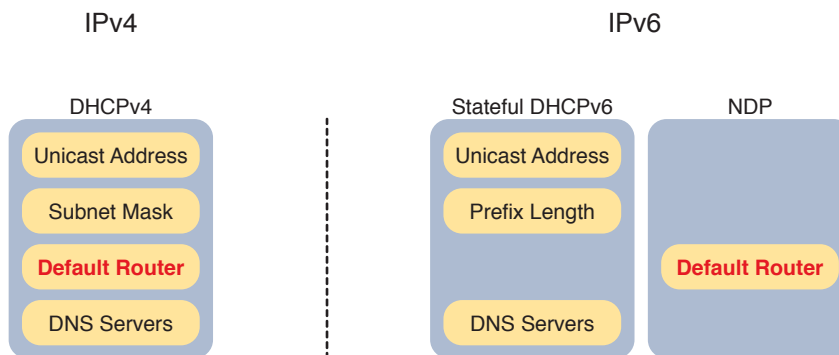 IPv4
IPv6
DHCPv4
Stateful DHCPv6
NDP
Unicast Address
Subnet Mask
Default Router
DNS Servers
Unicast Address
Prefix Length
DNS Servers
Default Router